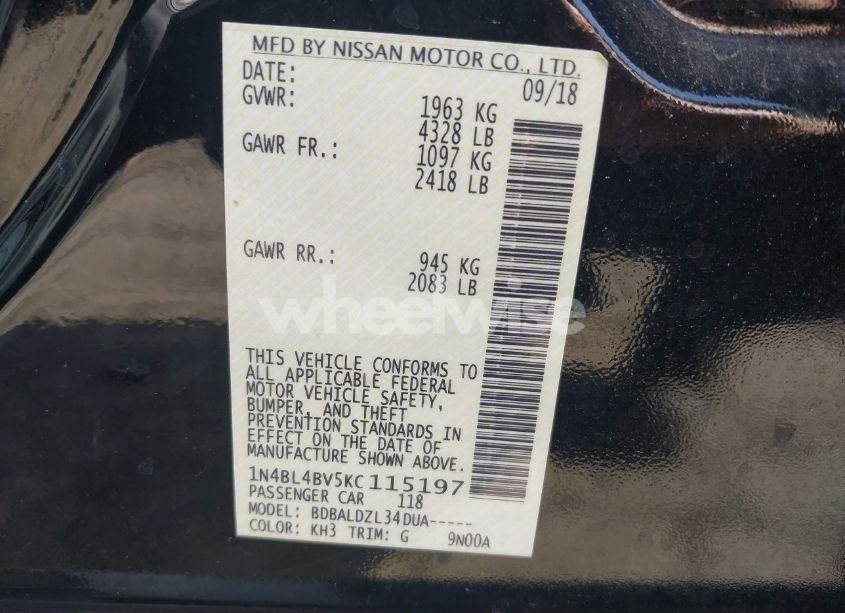 MFD BY NISSAN MOTOR CO., LTD.
DATE: 09/18
GVWR: 1963 KG
4328 LB
GAWR FR.: 1097 KG
2418 LB
GAWR RR.: 945 KG
2083 LB
wheelwise
THIS VEHICLE CONFORMS TO
ALL APPLICABLE FEDERAL
MOTOR VEHICLE SAFETY,
BUMPER, AND THEFT
PREVENTION STANDARDS IN
EFFECT ON THE DATE OF
MANUFACTURE SHOWN ABOVE.
1N4BL4BV5KC115197
PASSENGER CAR 118
MODEL: BDBALDZL34DUA-----
COLOR: KH3 TRIM: G 9N00A